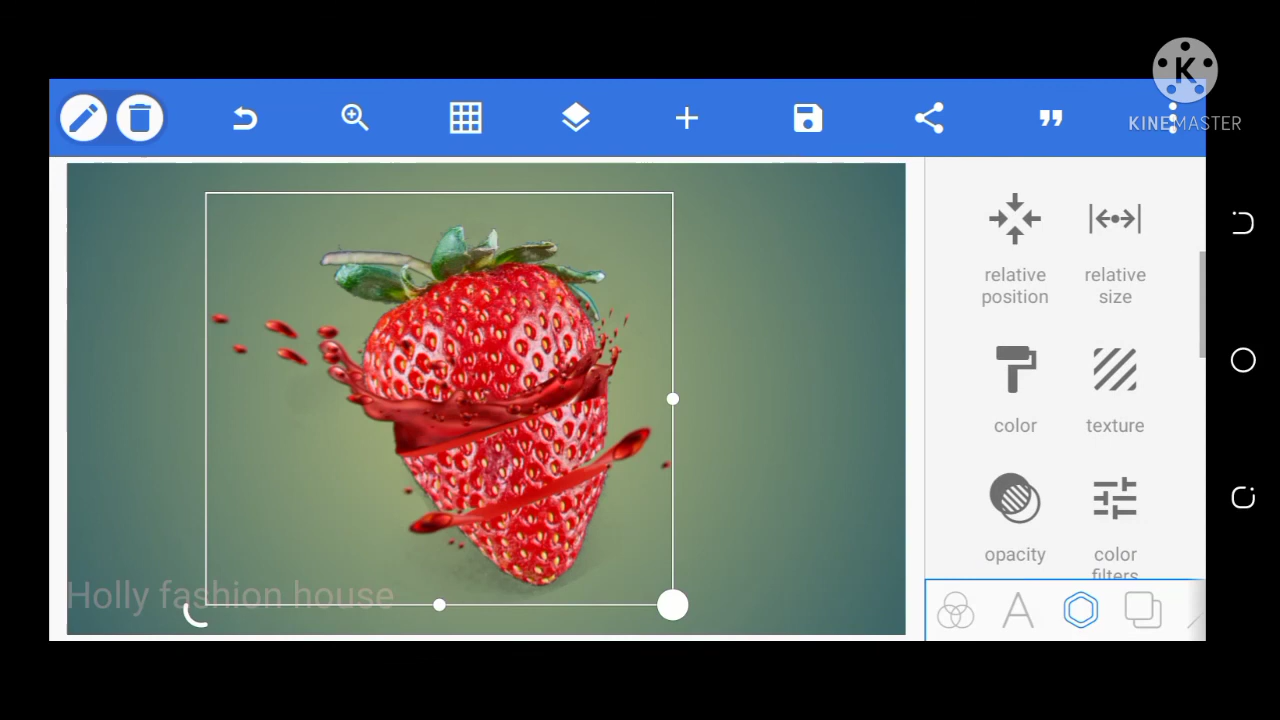 KINEMASTER
relative
position
relative
size
color
texture
opacity
color
filters
Holly fashion house